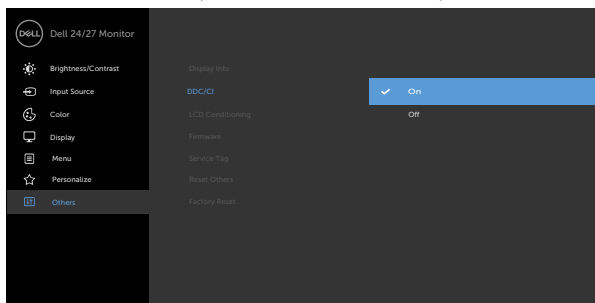 DELL Dell 24/27 Monitor
Brightness/Contrast Display Info
Input Source DDC/CI On
Color LCD Conditioning Off
Display Firmware
Menu Service Tag
Personalize Reset Others
Others Factory Reset